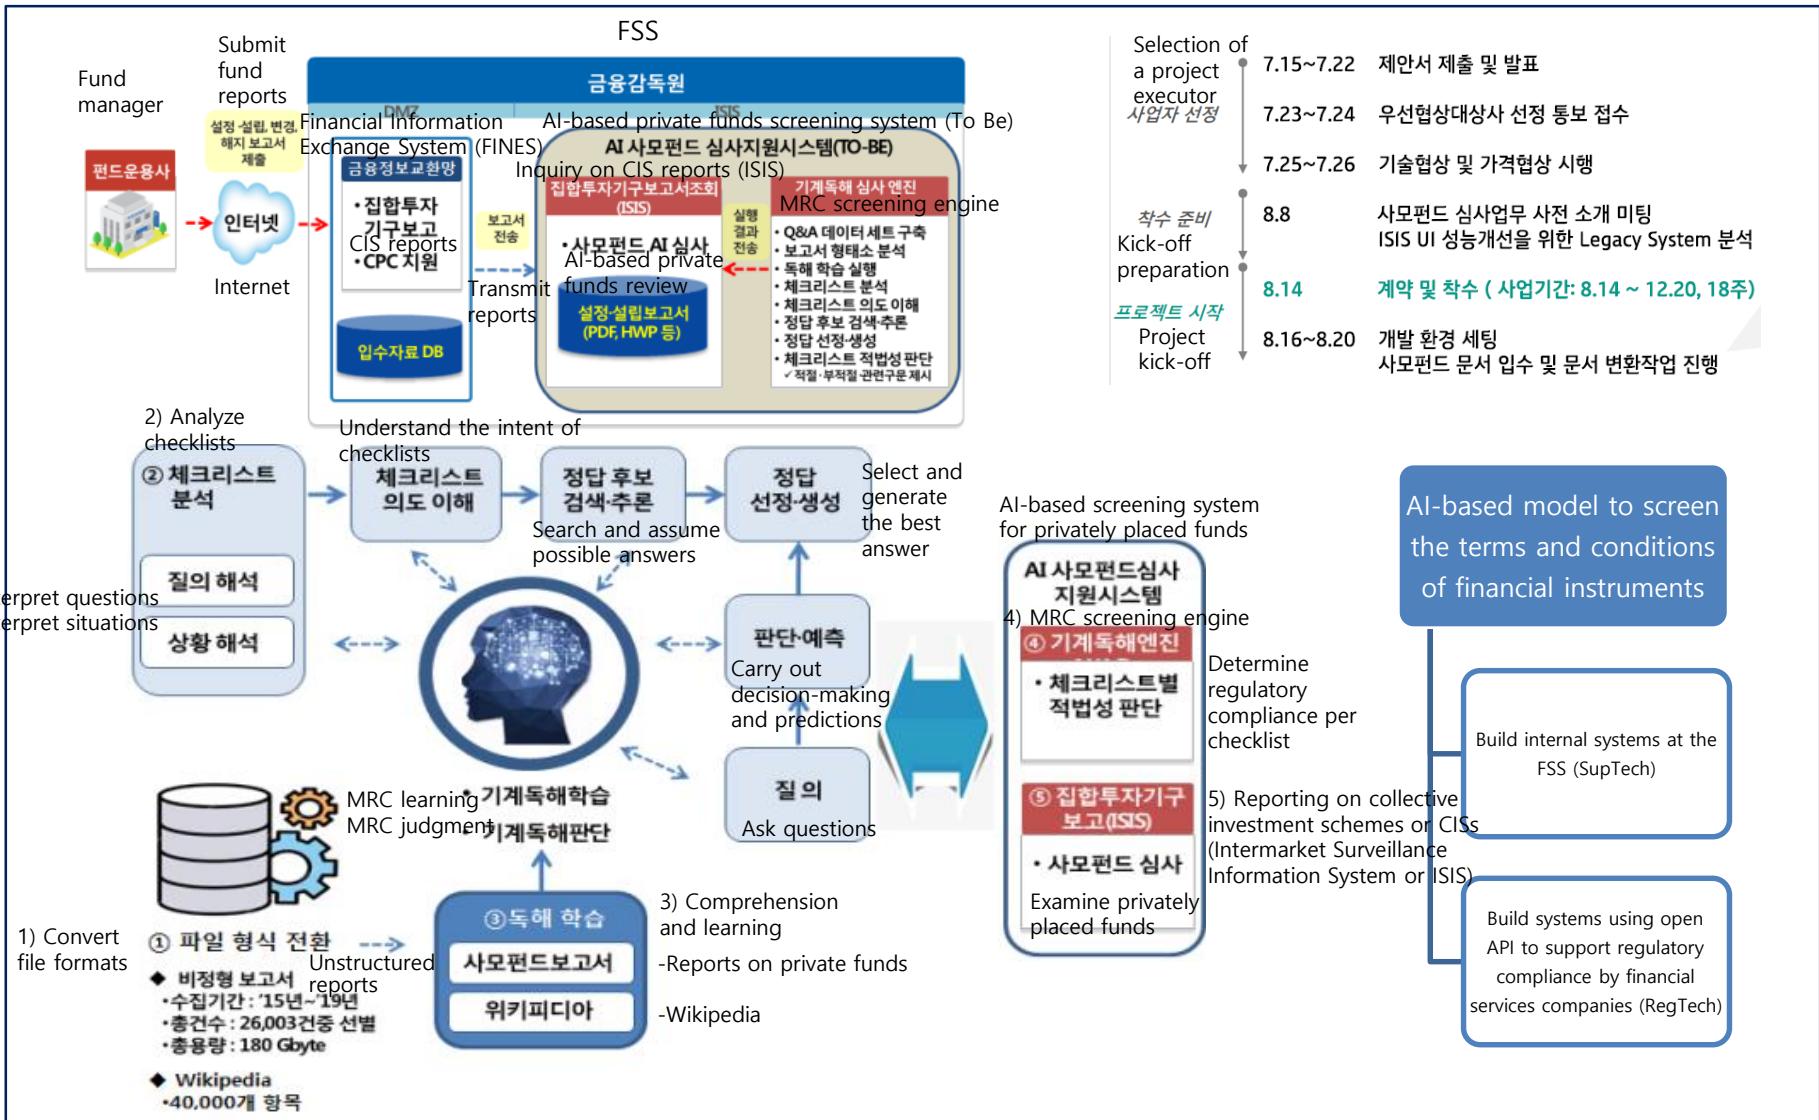 FSS
Submit
fund
reports
Fund
manager
금융감독원
DMZ
ISIS
설정·설립, 변경,
해지 보고서
제출
Financial Information
Exchange System (FINES)
AI-based private funds screening system (To Be)
AI 사모펀드 심사지원시스템(TO-BE)
Inquiry on CIS reports (ISIS)
펀드운용사
인터넷
Internet
금융정보교환망
• 집합투자
기구보고
CIS reports
• CPC 지원
입수자료 DB
보고서
전송
Transmit
reports
집합투자기구보고서조회
(ISIS)
• 사모펀드 AI 심사
AI-based private
funds review
설정·설립보고서
(PDF, HWP 등)
실행
결과
전송
기계독해 심사 엔진
MRC screening engine
• Q&A 데이터 세트 구축
• 보고서 형태소 분석
• 독해 학습 실행
• 체크리스트 분석
• 체크리스트 의도 이해
• 정답 후보 검색·추론
• 정답 선정·생성
• 체크리스트 적법성 판단
✓적절·부적절·관련구문 제시
Selection of
a project
executor
사업자 선정
7.15~7.22 제안서 제출 및 발표
7.23~7.24 우선협상대상사 선정 통보 접수
7.25~7.26 기술협상 및 가격협상 시행
착수 준비
Kick-off
preparation
8.8 사모펀드 심사업무 사전 소개 미팅
ISIS UI 성능개선을 위한 Legacy System 분석
프로젝트 시작
Project
kick-off
8.14 계약 및 착수 ( 사업기간: 8.14 ~ 12.20, 18주)
8.16~8.20 개발 환경 세팅
사모펀드 문서 입수 및 문서 변환작업 진행
2) Analyze
checklists
② 체크리스트
분석
질의 해석
상황 해석
erpret questions
erpret situations
Understand the intent of
checklists
체크리스트
의도 이해
정답 후보
검색·추론
Search and assume
possible answers
정답
선정·생성
Select and
generate
the best
answer
판단·예측
Carry out
decision-making
and predictions
질 의
Ask questions
MRC learning
MRC judgment
• 기계독해학습
• 기계독해판단
1) Convert
file formats
① 파일 형식 전환
Unstructured
reports
◆ 비정형 보고서
•수집기간 : '15년~'19년
•총건수 : 26,003건중 선별
•총용량 : 180 Gbyte
◆ Wikipedia
•40,000개 항목
③독해 학습
사모펀드보고서
위키피디아
3) Comprehension
and learning
-Reports on private funds
-Wikipedia
AI-based screening system
for privately placed funds
AI 사모펀드심사
지원시스템
4) MRC screening engine
④ 기계독해엔진
• 체크리스트별
적법성 판단
Determine
regulatory
compliance per
checklist
⑤ 집합투자기구
보고(ISIS)
• 사모펀드 심사
Examine privately
placed funds
5) Reporting on collective
investment schemes or CISs
(Intermarket Surveillance
Information System or ISIS)
AI-based model to screen
the terms and conditions
of financial instruments
Build internal systems at the
FSS (SupTech)
Build systems using open
API to support regulatory
compliance by financial
services companies (RegTech)